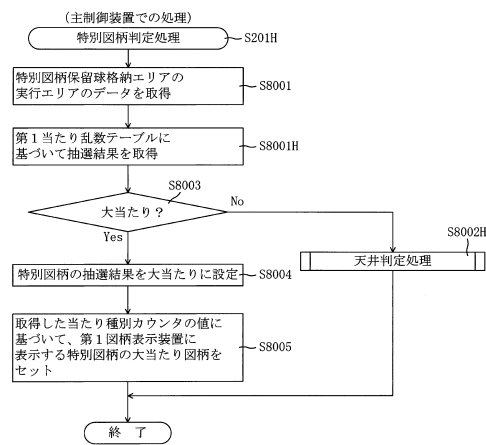 (主制御装置での処理)
特別図柄判定処理
S201H
特別図柄保留球格納エリアの
実行エリアのデータを取得
S8001
第１当たり乱数テーブルに
基づいて抽選結果を取得
S8001H
S8003
大当たり？
No
Yes
S8002H
天井判定処理
特別図柄の抽選結果を大当たりに設定
S8004
取得した当たり種別カウンタの値に
基づいて、第１図柄表示装置に
表示する特別図柄の大当たり図柄を
セット
S8005
終 了